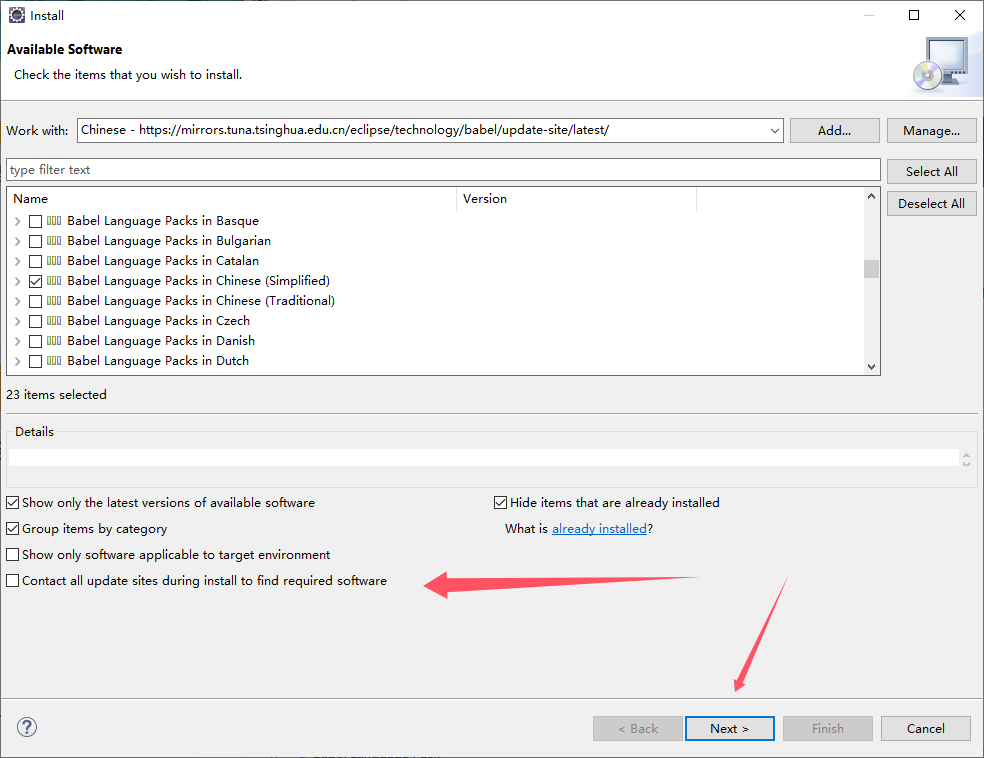 Install
Available Software
Check the items that you wish to install.
Work with: Chinese - https://mirrors.tuna.tsinghua.edu.cn/eclipse/technology/babel/update-site/latest/ Add... Manage...
type filter text Select All
Name Version Deselect All
Babel Language Packs in Basque
Babel Language Packs in Bulgarian
Babel Language Packs in Catalan
Babel Language Packs in Chinese (Simplified)
Babel Language Packs in Chinese (Traditional)
Babel Language Packs in Czech
Babel Language Packs in Danish
Babel Language Packs in Dutch
23 items selected
Details
Show only the latest versions of available software Hide items that are already installed
Group items by category What is already installed?
Show only software applicable to target environment
Contact all update sites during install to find required software
? < Back Next > Finish Cancel